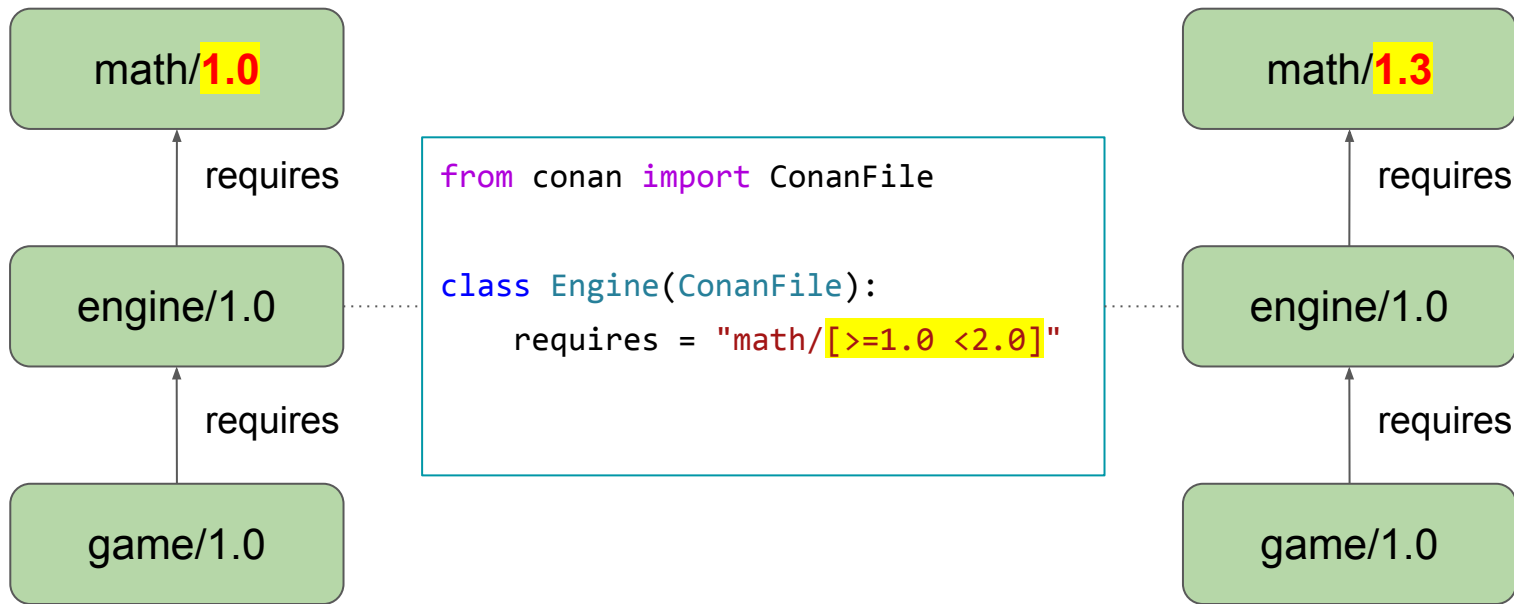 math/1.0
requires
engine/1.0
requires
game/1.0
from conan import ConanFile
class Engine(ConanFile):
    requires = "math/[>=1.0 <2.0]"
math/1.3
requires
engine/1.0
requires
game/1.0